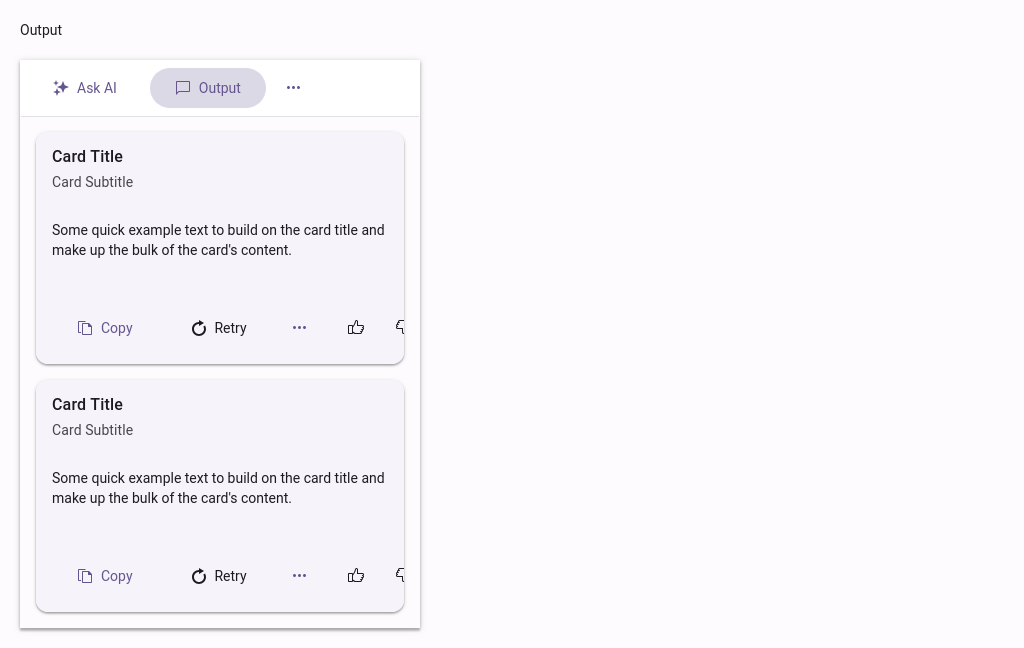 Output
Ask AI
Output
Card Title
Card Subtitle
Some quick example text to build on the card title and
make up the bulk of the card's content.
Copy
Retry
Card Title
Card Subtitle
Some quick example text to build on the card title and
make up the bulk of the card's content.
Copy
Retry